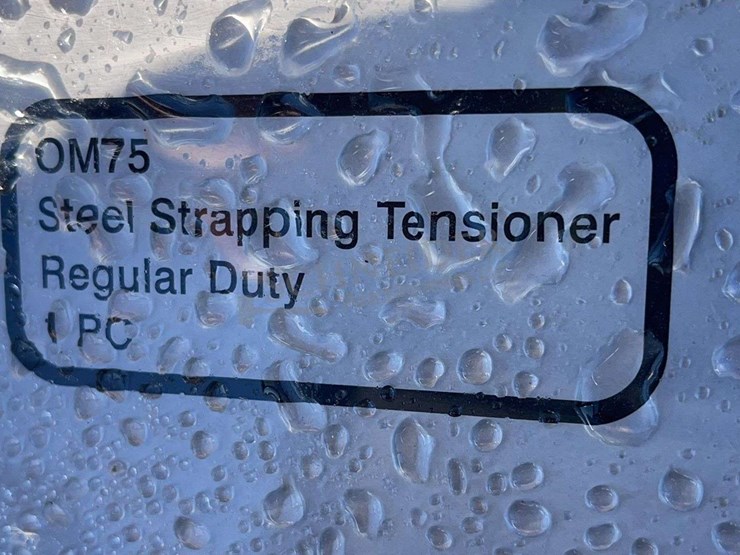 OM75
Steel Strapping Tensioner
Regular Duty
1 PC